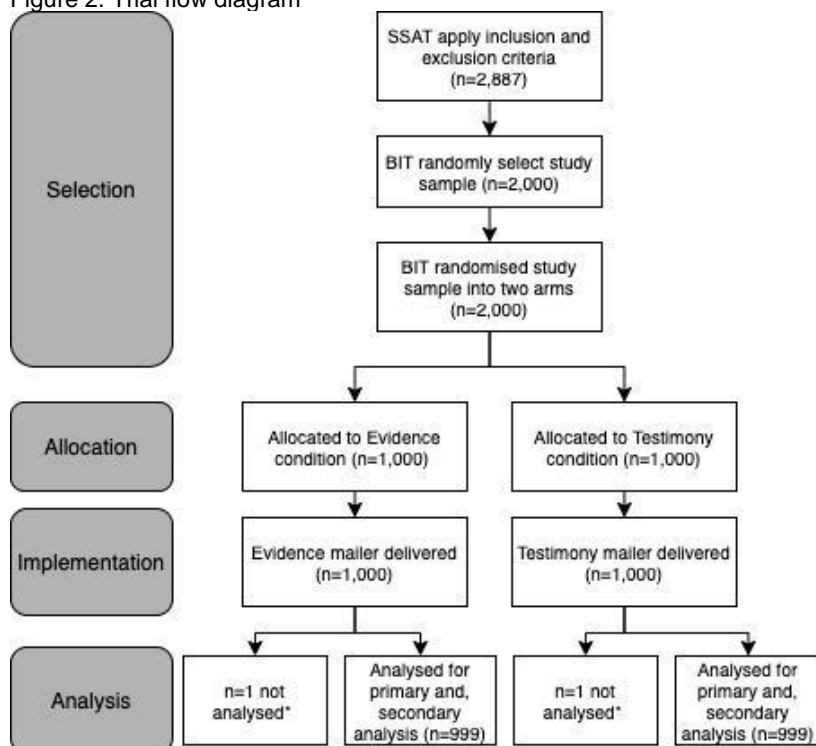 Figure 2: Trial flow diagram
SSAT apply inclusion and
exclusion criteria
(n=2,887)
Selection
BIT randomly select study
sample (n=2,000)
BIT randomised study
sample into two arms
(n=2,000)
Allocation
Allocated to Evidence
condition (n=1,000)
Allocated to Testimony
condition (n=1,000)
Implementation
Evidence mailer delivered
(n=1,000)
Testimony mailer delivered
(n=1,000)
Analysis
n=1 not
analysed*
Analysed for
primary and,
secondary
analysis (n=999)
n=1 not
analysed*
Analysed for
primary and,
secondary
analysis (n=999)